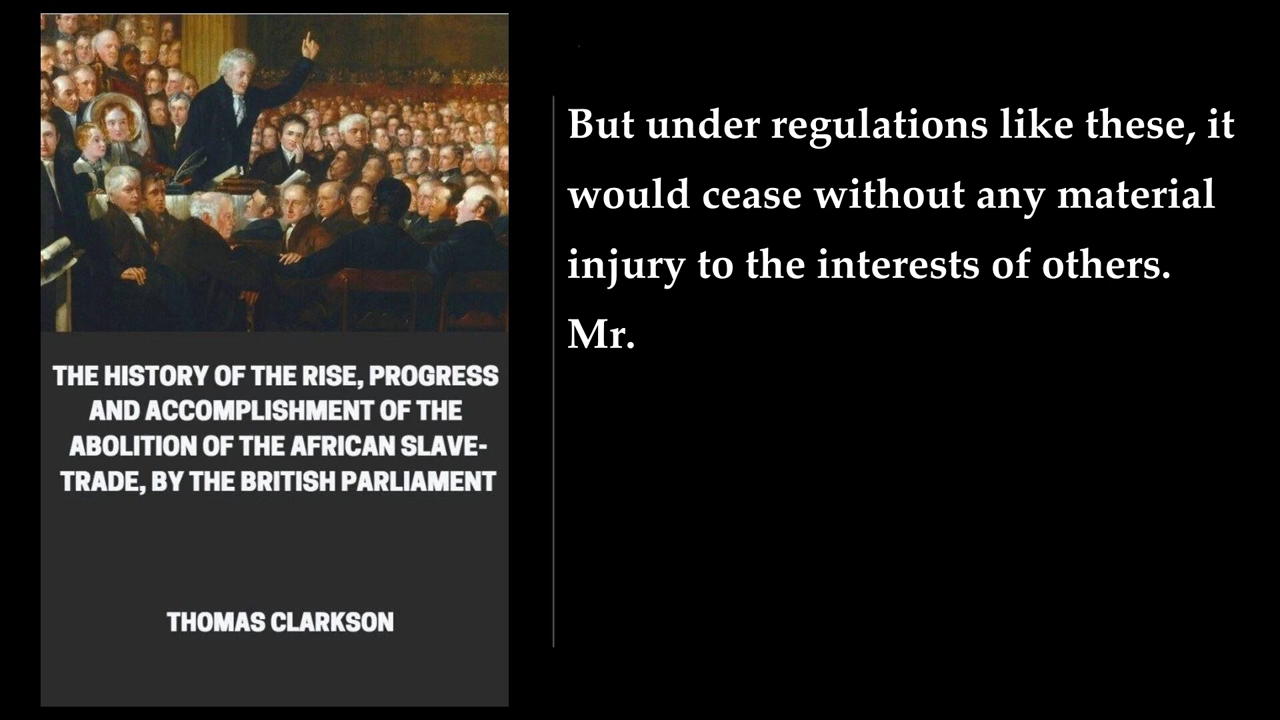 THE HISTORY OF THE RISE, PROGRESS
AND ACCOMPLISHMENT OF THE
ABOLITION OF THE AFRICAN SLAVE-
TRADE, BY THE BRITISH PARLIAMENT
THOMAS CLARKSON
But under regulations like these, it
would cease without any material
injury to the interests of others.
Mr.